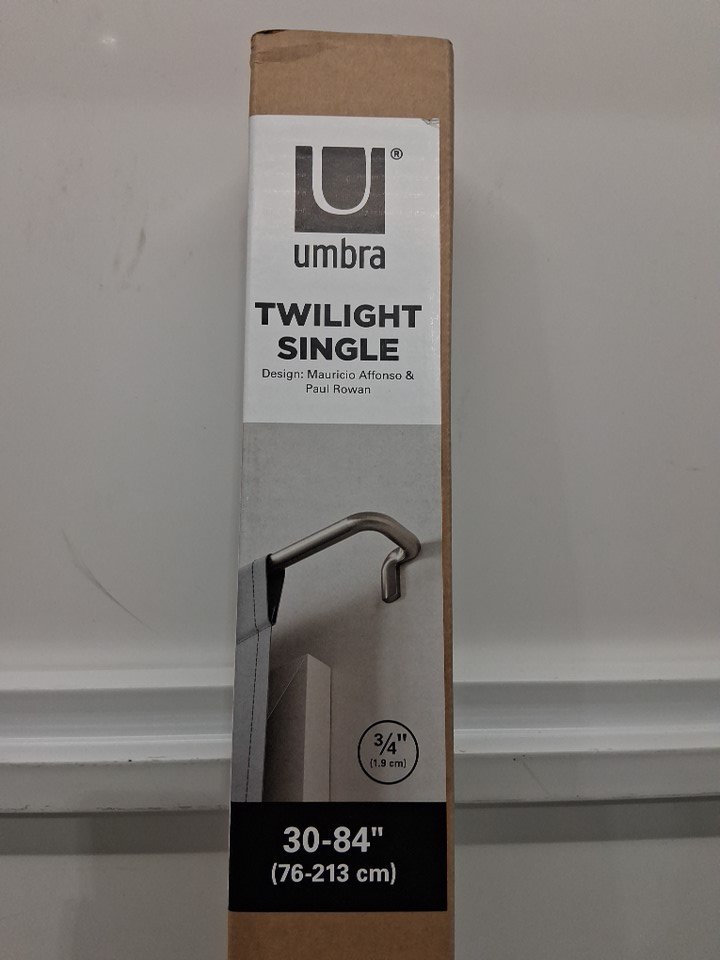 U®
umbra
TWILIGHT
SINGLE
Design: Mauricio Affonso &
Paul Rowan
3/4"
(1.9 cm)
30-84"
(76-213 cm)